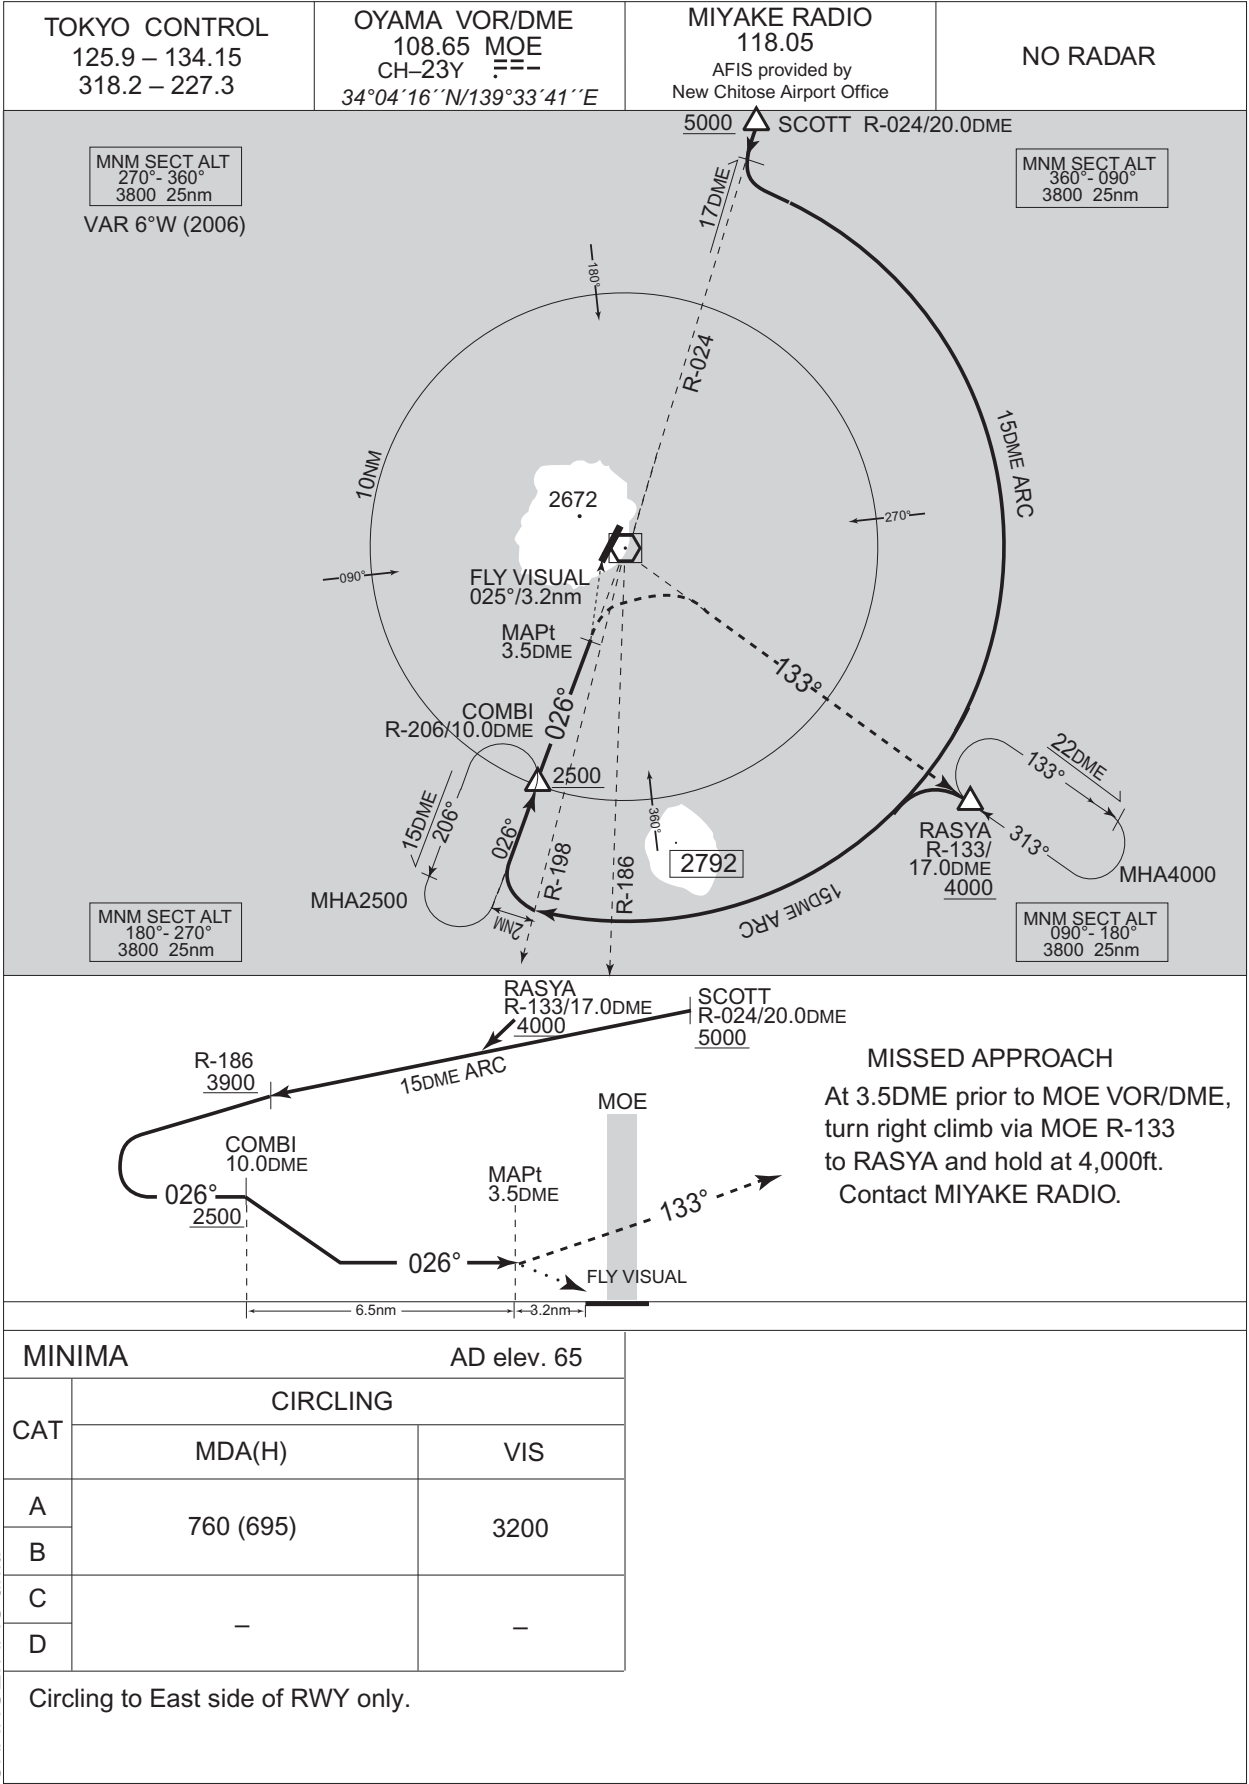 TOKYO CONTROL
125.9 – 134.15
318.2 – 227.3
OYAMA VOR/DME
108.65 MOE
CH–23Y
34°04´16´´N/139°33´41´´E
MIYAKE RADIO
118.05
AFIS provided by
New Chitose Airport Office
NO RADAR
5000
SCOTT R-024/20.0DME
MNM SECT ALT
270°- 360°
3800 25nm
VAR 6°W (2006)
MNM SECT ALT
360°- 090°
3800 25nm
17DME
180°
R-024
15DME ARC
10NM
2672
270°
090°
FLY VISUAL
025°/3.2nm
MAPt
3.5DME
133°
026°
COMBI
R-206/10.0DME
2500
22DME
133°
15DME
206°
026°
360°
RASYA
R-133/
17.0DME
4000
313°
2792
R-198
R-186
MHA2500
MHA4000
2NM
15DME ARC
MNM SECT ALT
180°- 270°
3800 25nm
MNM SECT ALT
090°- 180°
3800 25nm
RASYA
R-133/17.0DME
4000
SCOTT
R-024/20.0DME
5000
R-186
3900
15DME ARC
MISSED APPROACH
At 3.5DME prior to MOE VOR/DME,
turn right climb via MOE R-133
to RASYA and hold at 4,000ft.
Contact MIYAKE RADIO.
MOE
COMBI
10.0DME
MAPt
3.5DME
026°
2500
133°
026°
FLY VISUAL
6.5nm
3.2nm
MINIMA
AD elev. 65
CAT
CIRCLING
MDA(H)
VIS
A
760 (695)
3200
B
C
–
–
D
Circling to East side of RWY only.